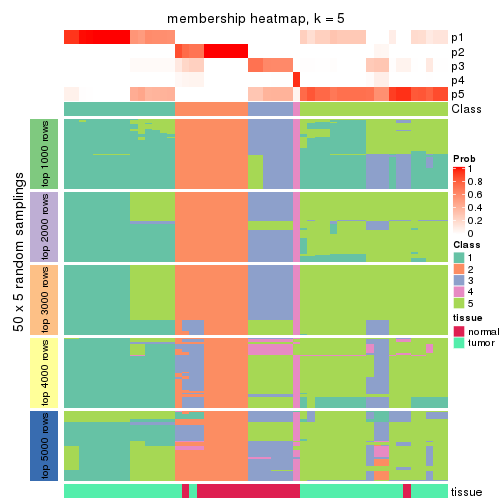 membership heatmap, k = 5
p1
p2
p3
p4
p5
Class
50 x 5 random samplings
top 1000 rows
top 2000 rows
top 3000 rows
top 4000 rows
top 5000 rows
tissue
Prob
1
0.8
0.6
0.4
0.2
0
Class
1
2
3
4
5
tissue
normal
tumor